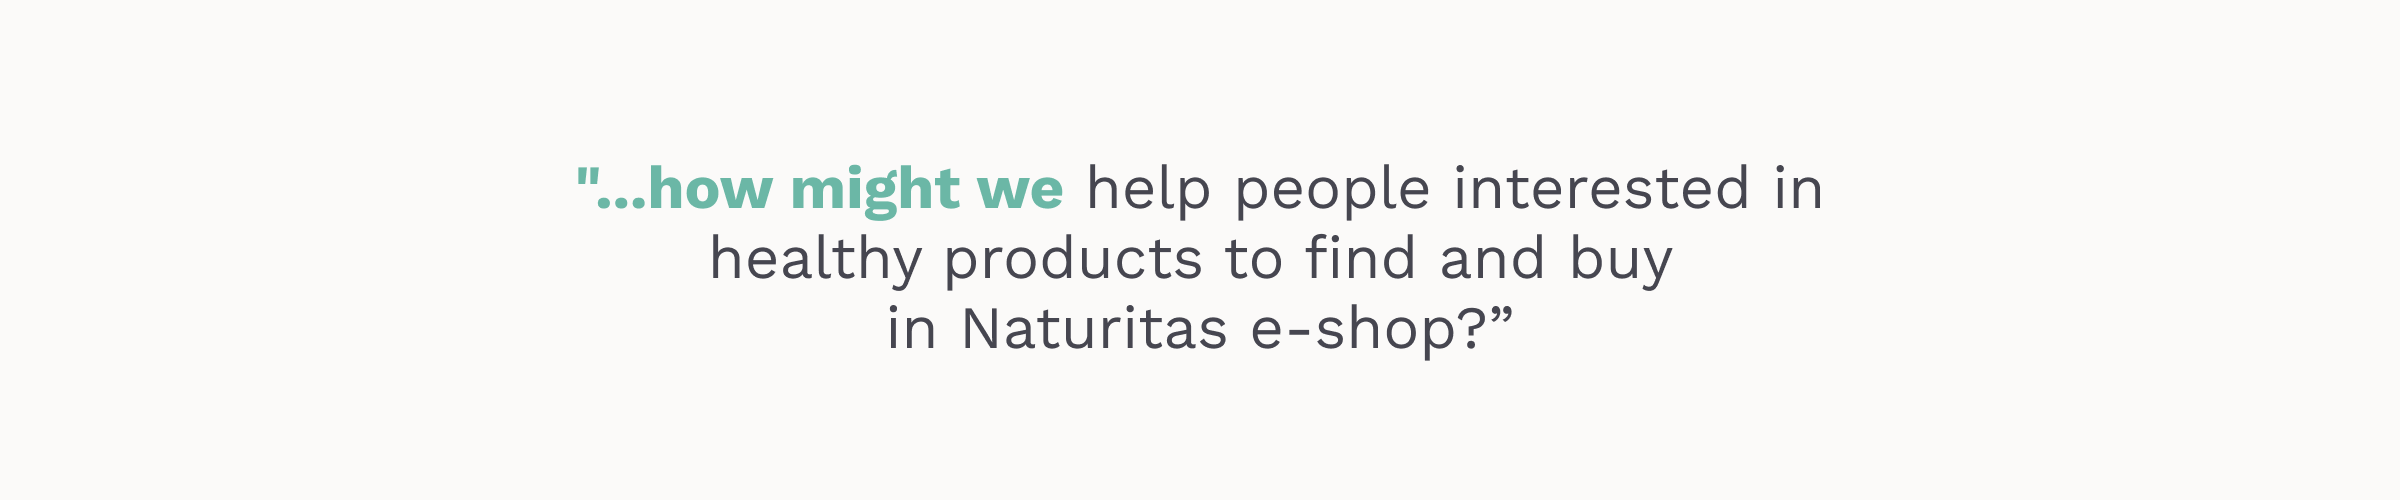 "...how might we help people interested in
healthy products to find and buy
in Naturitas e-shop?”